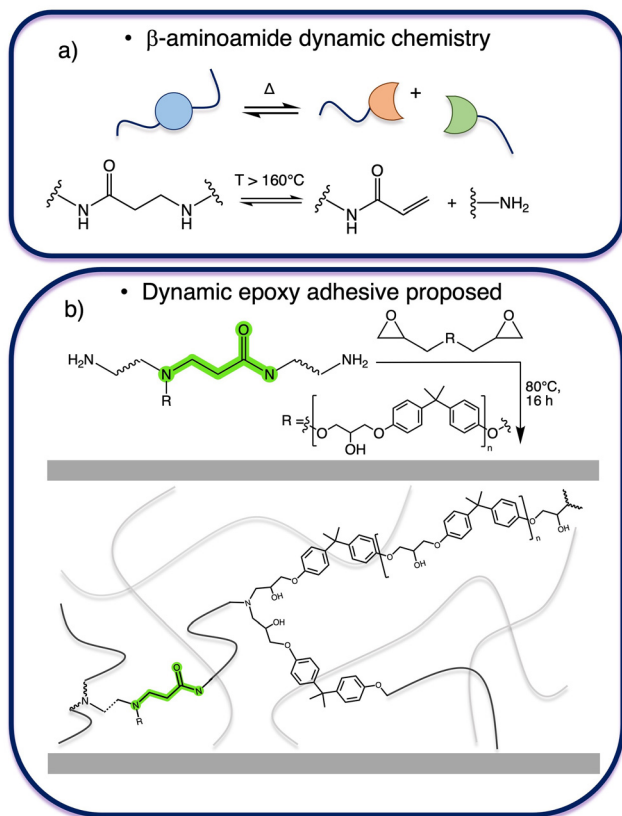 a)
• β-aminoamide dynamic chemistry
Δ
+
O
N
H
N
H
T > 160°C
O
N
H
+
NH₂
b)
• Dynamic epoxy adhesive proposed
O
H₂N
N
R
N
NH₂
O
R
O
80°C,
16 h
R =
O
OH
O
O
n
O
OH
O
O
OH
O
n
O
OH
N
OH
O
O
O
N
N
R
N
O